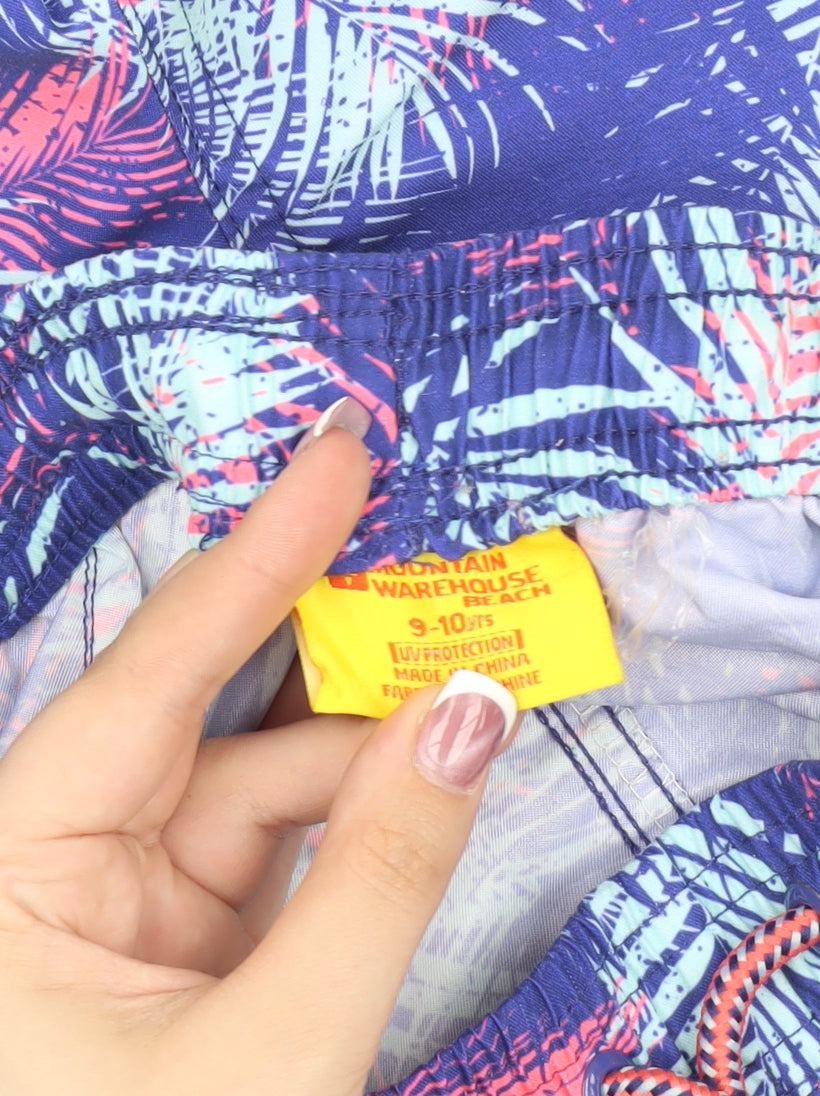 MOUNTAIN
WAREHOUSE
BEACH
9-10yrs
UV PROTECTION
MADE IN CHINA